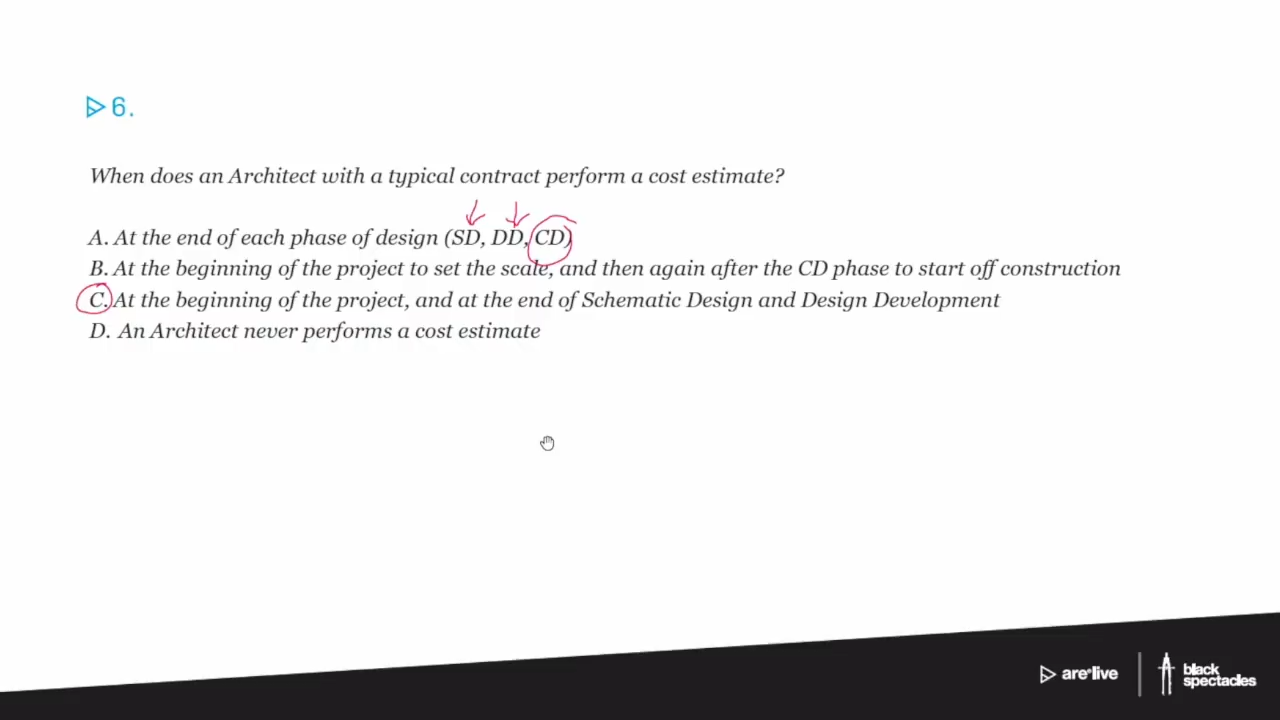 6.
When does an Architect with a typical contract perform a cost estimate?
A. At the end of each phase of design (SD, DD, CD)
B. At the beginning of the project to set the scale, and then again after the CD phase to start off construction
C. At the beginning of the project, and at the end of Schematic Design and Design Development
D. An Architect never performs a cost estimate
are®live
black
spectacles